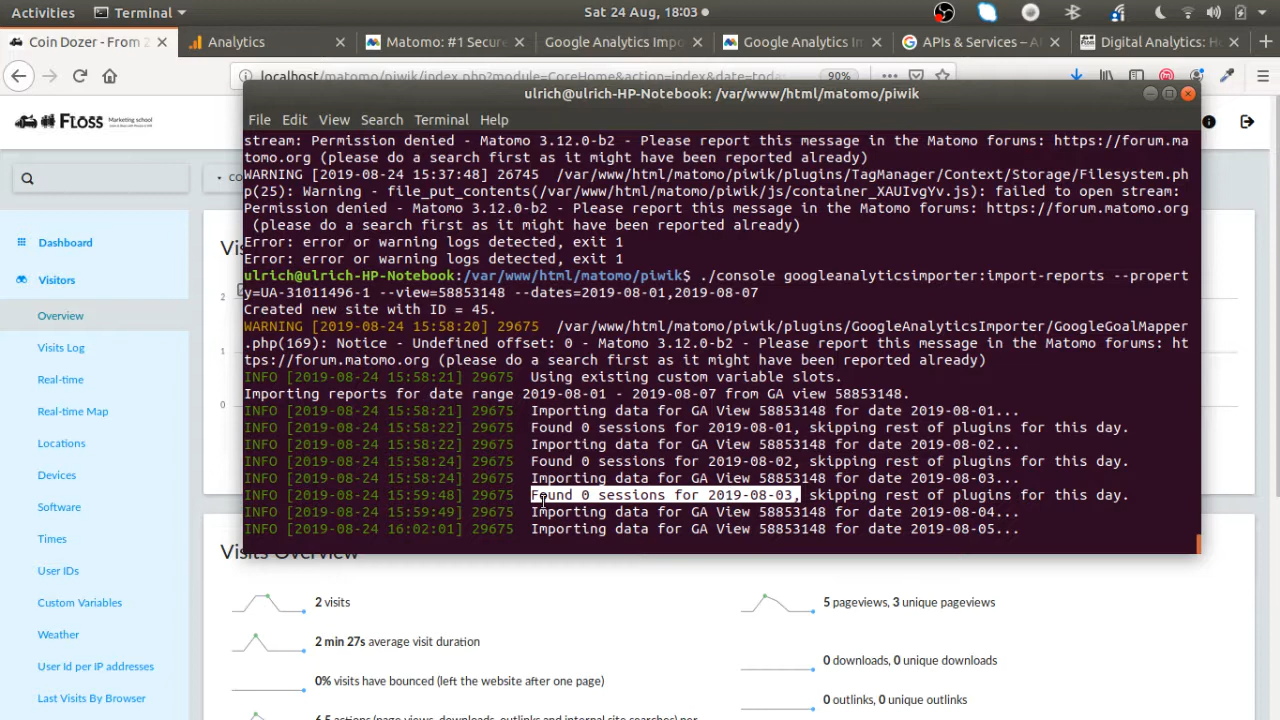 Activities
Terminal
Sat 24 Aug, 18:03
Coin Dozer - From 2
Analytics
Matomo: #1 Secur
Google Analytics Impo
Google Analytics Im
APIs & Services – A
Digital Analytics: H
localhost/matomo/piwik/index.php?module=CoreHome&action=index&date=toda
90%
ulrich@ulrich-HP-Notebook: /var/www/html/matomo/piwik
File Edit View Search Terminal Help
stream: Permission denied - Matomo 3.12.0-b2 - Please report this message in the Matomo forums: https://forum.ma
tomo.org (please do a search first as it might have been reported already)
WARNING [2019-08-24 15:37:48] 26745 /var/www/html/matomo/piwik/plugins/TagManager/Context/Storage/Filesystem.ph
p(25): Warning - file_put_contents(/var/www/html/matomo/piwik/js/container_XAUIvgYv.js): failed to open stream:
Permission denied - Matomo 3.12.0-b2 - Please report this message in the Matomo forums: https://forum.matomo.org
(please do a search first as it might have been reported already)
Error: error or warning logs detected, exit 1
Error: error or warning logs detected, exit 1
ulrich@ulrich-HP-Notebook:/var/www/html/matomo/piwik$ ./console googleanalyticsimporter:import-reports --propert
y=UA-31011496-1 --view=58853148 --dates=2019-08-01,2019-08-07
Created new site with ID = 45.
WARNING [2019-08-24 15:58:20] 29675 /var/www/html/matomo/piwik/plugins/GoogleAnalyticsImporter/GoogleGoalMapper
.php(169): Notice - Undefined offset: 0 - Matomo 3.12.0-b2 - Please report this message in the Matomo forums: ht
tps://forum.matomo.org (please do a search first as it might have been reported already)
INFO [2019-08-24 15:58:21] 29675 Using existing custom variable slots.
Importing reports for date range 2019-08-01 - 2019-08-07 from GA view 58853148.
INFO [2019-08-24 15:58:21] 29675 Importing data for GA View 58853148 for date 2019-08-01...
INFO [2019-08-24 15:58:22] 29675 Found 0 sessions for 2019-08-01, skipping rest of plugins for this day.
INFO [2019-08-24 15:58:22] 29675 Importing data for GA View 58853148 for date 2019-08-02...
INFO [2019-08-24 15:58:24] 29675 Found 0 sessions for 2019-08-02, skipping rest of plugins for this day.
INFO [2019-08-24 15:58:24] 29675 Importing data for GA View 58853148 for date 2019-08-03...
INFO [2019-08-24 15:59:48] 29675 Found 0 sessions for 2019-08-03, skipping rest of plugins for this day.
INFO [2019-08-24 15:59:49] 29675 Importing data for GA View 58853148 for date 2019-08-04...
INFO [2019-08-24 16:02:01] 29675 Importing data for GA View 58853148 for date 2019-08-05...
FLOSS
Marketing school
CO
Dashboard
Visitors
Overview
Visits Log
Real-time
Real-time Map
Locations
Devices
Software
Times
User IDs
Custom Variables
Weather
User Id per IP addresses
Last Visits By Browser
Vis
2
1
0
Visits Overview
2 visits
2 min 27s average visit duration
0% visits have bounced (left the website after one page)
6.5 actions (page views, downloads, outlinks and internal site searches) per
5 pageviews, 3 unique pageviews
0 downloads, 0 unique downloads
0 outlinks, 0 unique outlinks